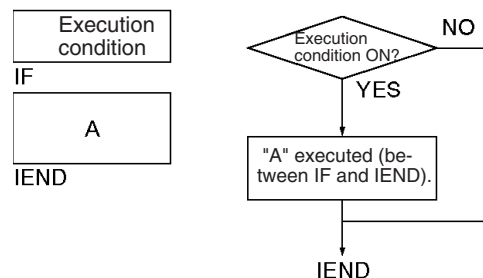 Execution
condition
IF
A
IEND
Execution
condition ON?
NO
YES
"A" executed (be-
tween IF and IEND).
IEND